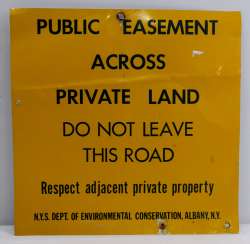 PUBLIC EASEMENT
ACROSS
PRIVATE LAND
DO NOT LEAVE
THIS ROAD
Respect adjacent private property
N.Y.S. DEPT. OF ENVIRONMENTAL CONSERVATION, ALBANY, N.Y.